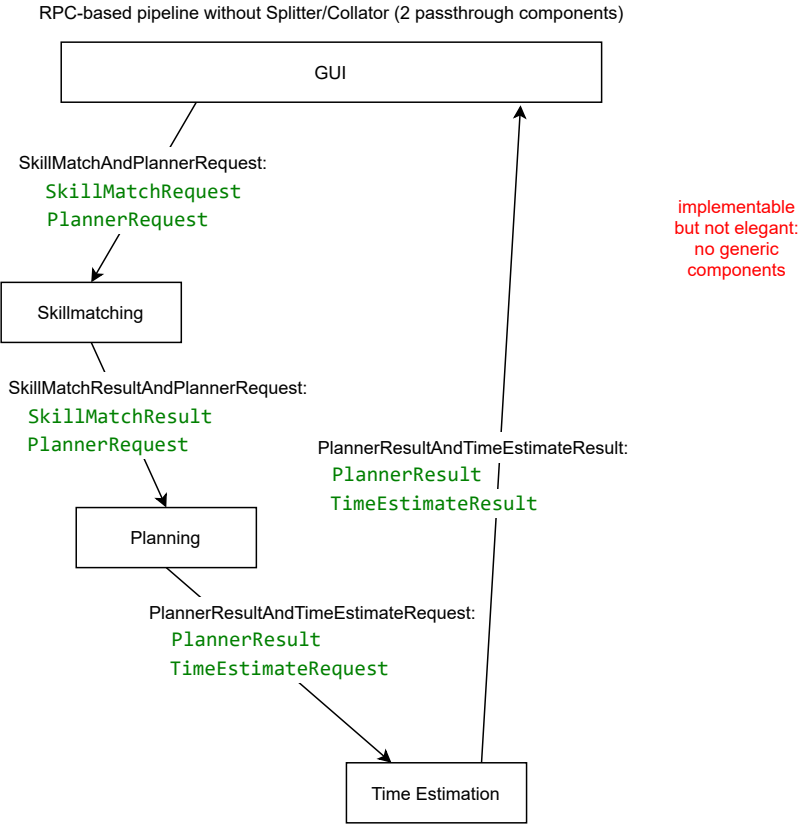 RPC-based pipeline without Splitter/Collator (2 passthrough components)
GUI
SkillMatchAndPlannerRequest:
SkillMatchRequest
PlannerRequest
implementable
but not elegant:
no generic
components
Skillmatching
SkillMatchResultAndPlannerRequest:
SkillMatchResult
PlannerRequest
PlannerResultAndTimeEstimateResult:
PlannerResult
TimeEstimateResult
Planning
PlannerResultAndTimeEstimateRequest:
PlannerResult
TimeEstimateRequest
Time Estimation